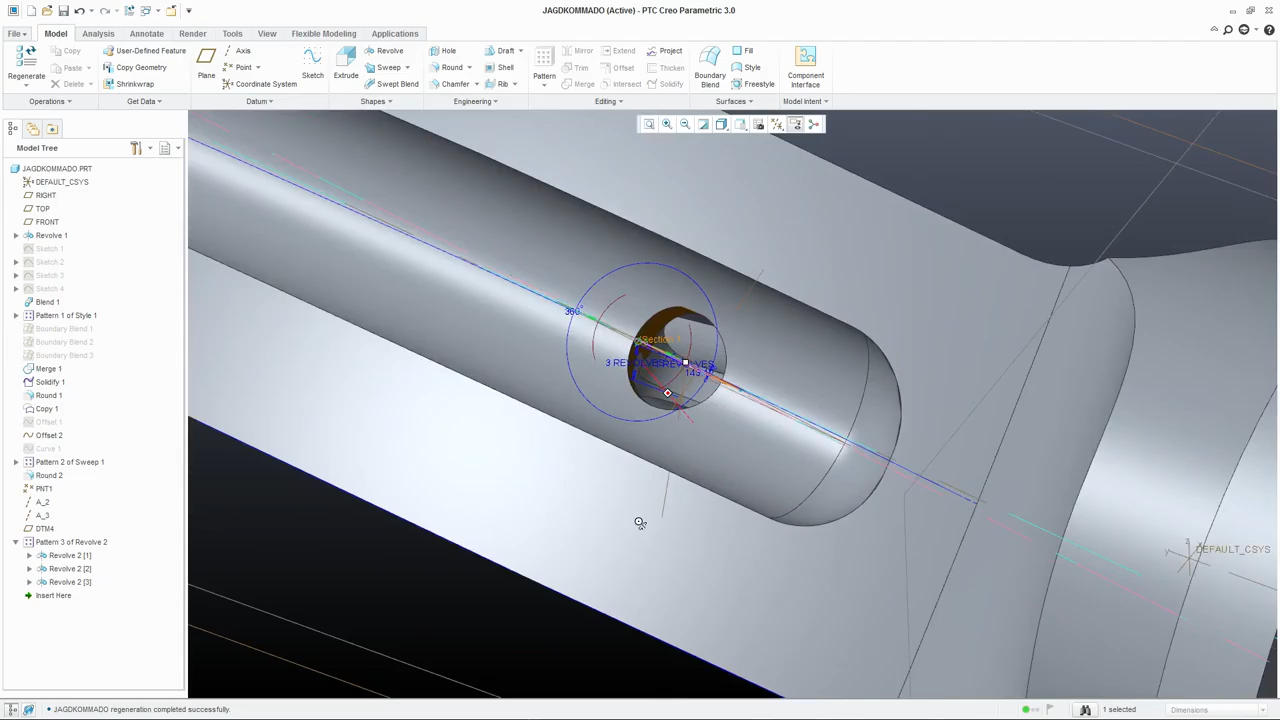 JAGDKOMMADO (Active) - PTC Creo Parametric 3.0
File Model Analysis Annotate Render Tools View Flexible Modeling Applications
Copy User-Defined Feature Axis Revolve Hole Draft Mirror Extend Project Fill
Paste Copy Geometry Point Sweep Round Shell Trim Offset Thicken Style
Regenerate Delete Shrinkwrap Plane Coordinate System Sketch Extrude Swept Blend Chamfer Rib Pattern Merge Intersect Solidify Boundary Blend Freestyle Component Interface
Operations Get Data Datum Shapes Engineering Editing Surfaces Model Intent
Model Tree
JAGDKOMMADO.PRT
DEFAULT_CSYS
RIGHT
TOP
FRONT
Revolve 1
Sketch 1
Sketch 2
Sketch 3
Sketch 4
Blend 1
Pattern 1 of Style 1
Boundary Blend 1
Boundary Blend 2
Boundary Blend 3
Merge 1
Solidify 1
Round 1
Copy 1
Offset 1
Offset 2
Curve 1
Pattern 2 of Sweep 1
Round 2
PNT1
A_2
A_3
DTM4
Pattern 3 of Revolve 2
Revolve 2 [1]
Revolve 2 [2]
Revolve 2 [3]
Insert Here
360°
Section 1
3 REVOLVES
DEFAULT_CSYS
JAGDKOMMADO regeneration completed successfully.
1 selected
Dimensions